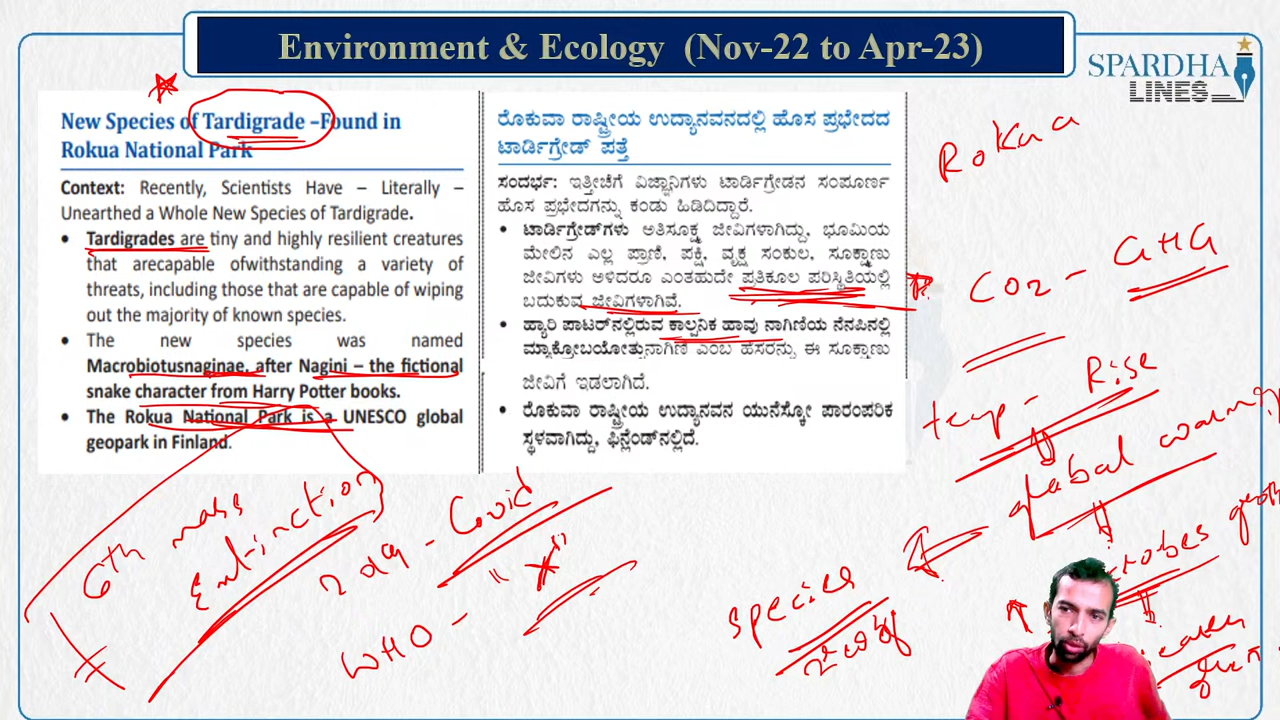 Environment & Ecology (Nov-22 to Apr-23)
SPARDHA
LINES
New Species of Tardigrade –Found in
Rokua National Park
Context: Recently, Scientists Have – Literally –
Unearthed a Whole New Species of Tardigrade.
• Tardigrades are tiny and highly resilient creatures
that arecapable ofwithstanding a variety of
threats, including those that are capable of wiping
out the majority of known species.
• The new species was named
Macrobiotusnaginae, after Nagini – the fictional
snake character from Harry Potter books.
• The Rokua National Park is a UNESCO global
geopark in Finland.
ರೊಕುವಾ ರಾಷ್ಟ್ರೀಯ ಉದ್ಯಾನವನದಲ್ಲಿ ಹೊಸ ಪ್ರಭೇದದ
ಟಾರ್ಡಿಗ್ರೇಡ್ ಪತ್ತೆ
ಸಂದರ್ಭ: ಇತ್ತೀಚೆಗೆ ವಿಜ್ಞಾನಿಗಳು ಟಾರ್ಡಿಗ್ರೇಡನ ಸಂಪೂರ್ಣ
ಹೊಸ ಪ್ರಭೇದಗನ್ನು ಕಂಡು ಹಿಡಿದಿದ್ದಾರೆ.
• ಟಾರ್ಡಿಗ್ರೇಡ್‌ಗಳು ಅತಿಸೂಕ್ಷ್ಮ ಜೀವಿಗಳಾಗಿದ್ದು, ಭೂಮಿಯ
ಮೇಲಿನ ಎಲ್ಲ ಪ್ರಾಣಿ, ಪಕ್ಷಿ, ವೃಕ್ಷ ಸಂಕುಲ, ಸೂಕ್ಷ್ಮಾಣು
ಜೀವಿಗಳು ಅಳಿದರೂ ಎಂತಹುದೇ ಪ್ರತಿಕೂಲ ಪರಿಸ್ಥಿತಿಯಲ್ಲಿ
ಬದುಕುವ ಜೀವಿಗಳಾಗಿವೆ.
• ಹ್ಯಾರಿ ಪಾಟರ್‌ನಲ್ಲಿರುವ ಕಾಲ್ಪನಿಕ ಹಾವು ನಾಗಿಣಿಯ ನೆನಪಿನಲ್ಲಿ
ಮ್ಯಾಕ್ರೋಬಯೋತುನಾಗಿಣಿ ಎಂಬ ಹೆಸರನ್ನು ಈ ಸೂಕ್ಷಾಣು
ಜೀವಿಗೆ ಇಡಲಾಗಿದೆ.
• ರೊಕುವಾ ರಾಷ್ಟ್ರೀಯ ಉದ್ಯಾನವನ ಯುನೆಸ್ಕೋ ಪಾರಂಪರಿಕ
ಸ್ಥಳವಾಗಿದ್ದು, ಫಿನ್ಲೆಂಡ್‌ನಲ್ಲಿದೆ.
Rokua
CO2 - GHG
temp - Rise
global warming
species
6th mass
Extinction
- Covid
WHO - "X"